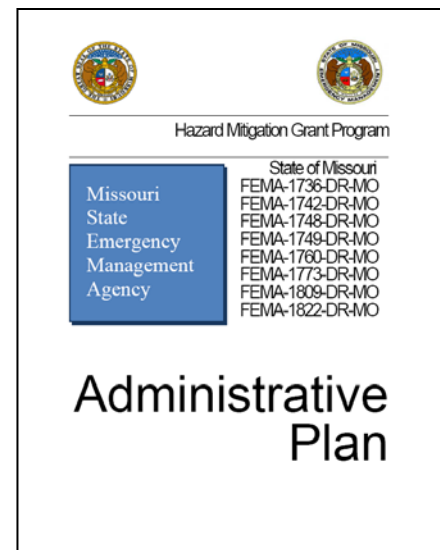 Hazard Mitigation Grant Program
Missouri
State
Emergency
Management
Agency
State of Missouri
FEMA-1736-DR-MO
FEMA-1742-DR-MO
FEMA-1748-DR-MO
FEMA-1749-DR-MO
FEMA-1760-DR-MO
FEMA-1773-DR-MO
FEMA-1809-DR-MO
FEMA-1822-DR-MO
Administrative
Plan